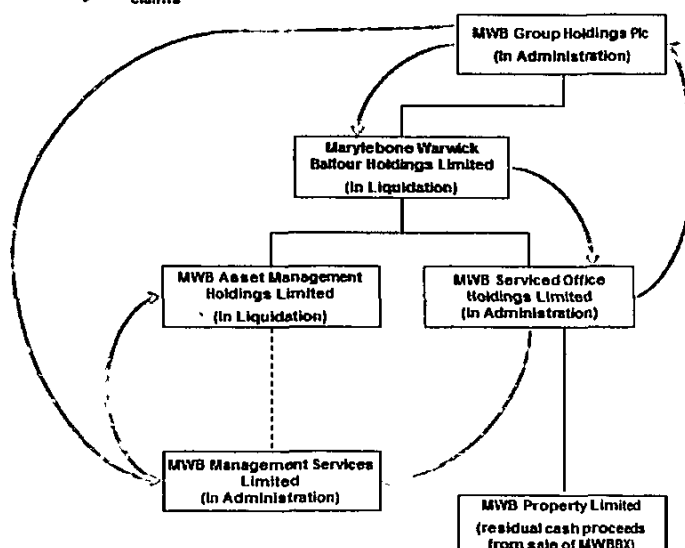 claims
MWB Group Holdings Plc
(In Administration)
Marylebone Warwick
Balfour Holdings Limited
(In Liquidation)
MWB Asset Management
Holdings Limited
(In Liquidation)
MWB Serviced Office
Holdings Limited
(In Administration)
MWB Management Services
Limited
(In Administration)
MWB Property Limited
(residual cash proceeds
from sale of MWBBX)